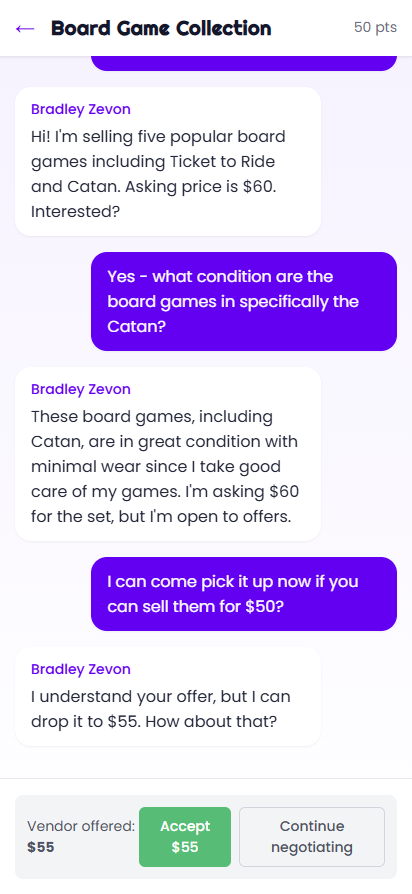 ← Board Game Collection 50 pts
Bradley Zevon
Hi! I'm selling five popular board
games including Ticket to Ride
and Catan. Asking price is $60.
Interested?
Yes - what condition are the
board games in specifically the
Catan?
Bradley Zevon
These board games, including
Catan, are in great condition with
minimal wear since I take good
care of my games. I'm asking $60
for the set, but I'm open to offers.
I can come pick it up now if you
can sell them for $50?
Bradley Zevon
I understand your offer, but I can
drop it to $55. How about that?
Vendor offered:
$55
Accept
$55
Continue
negotiating